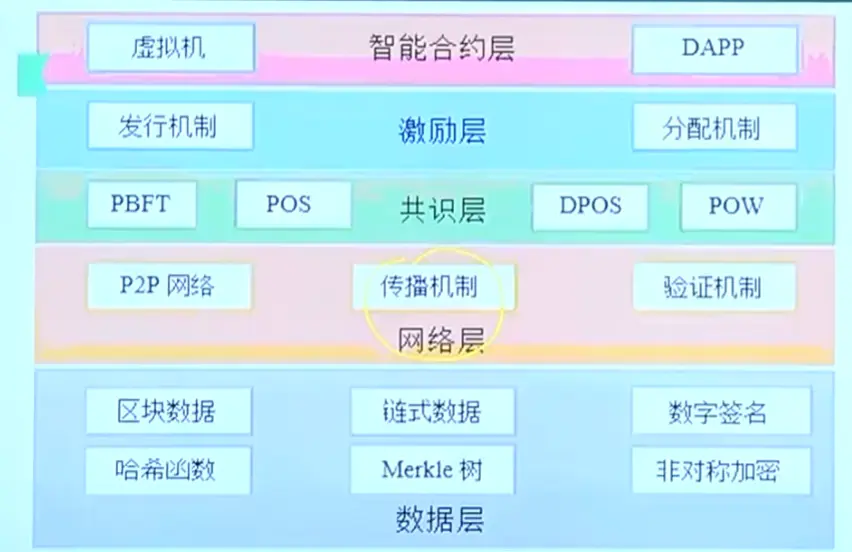 虚拟机 智能合约层 DAPP
发行机制 激励层 分配机制
PBFT POS 共识层 DPOS POW
P2P 网络 传播机制 验证机制
网络层
区块数据 链式数据 数字签名
哈希函数 Merkle 树 非对称加密
数据层